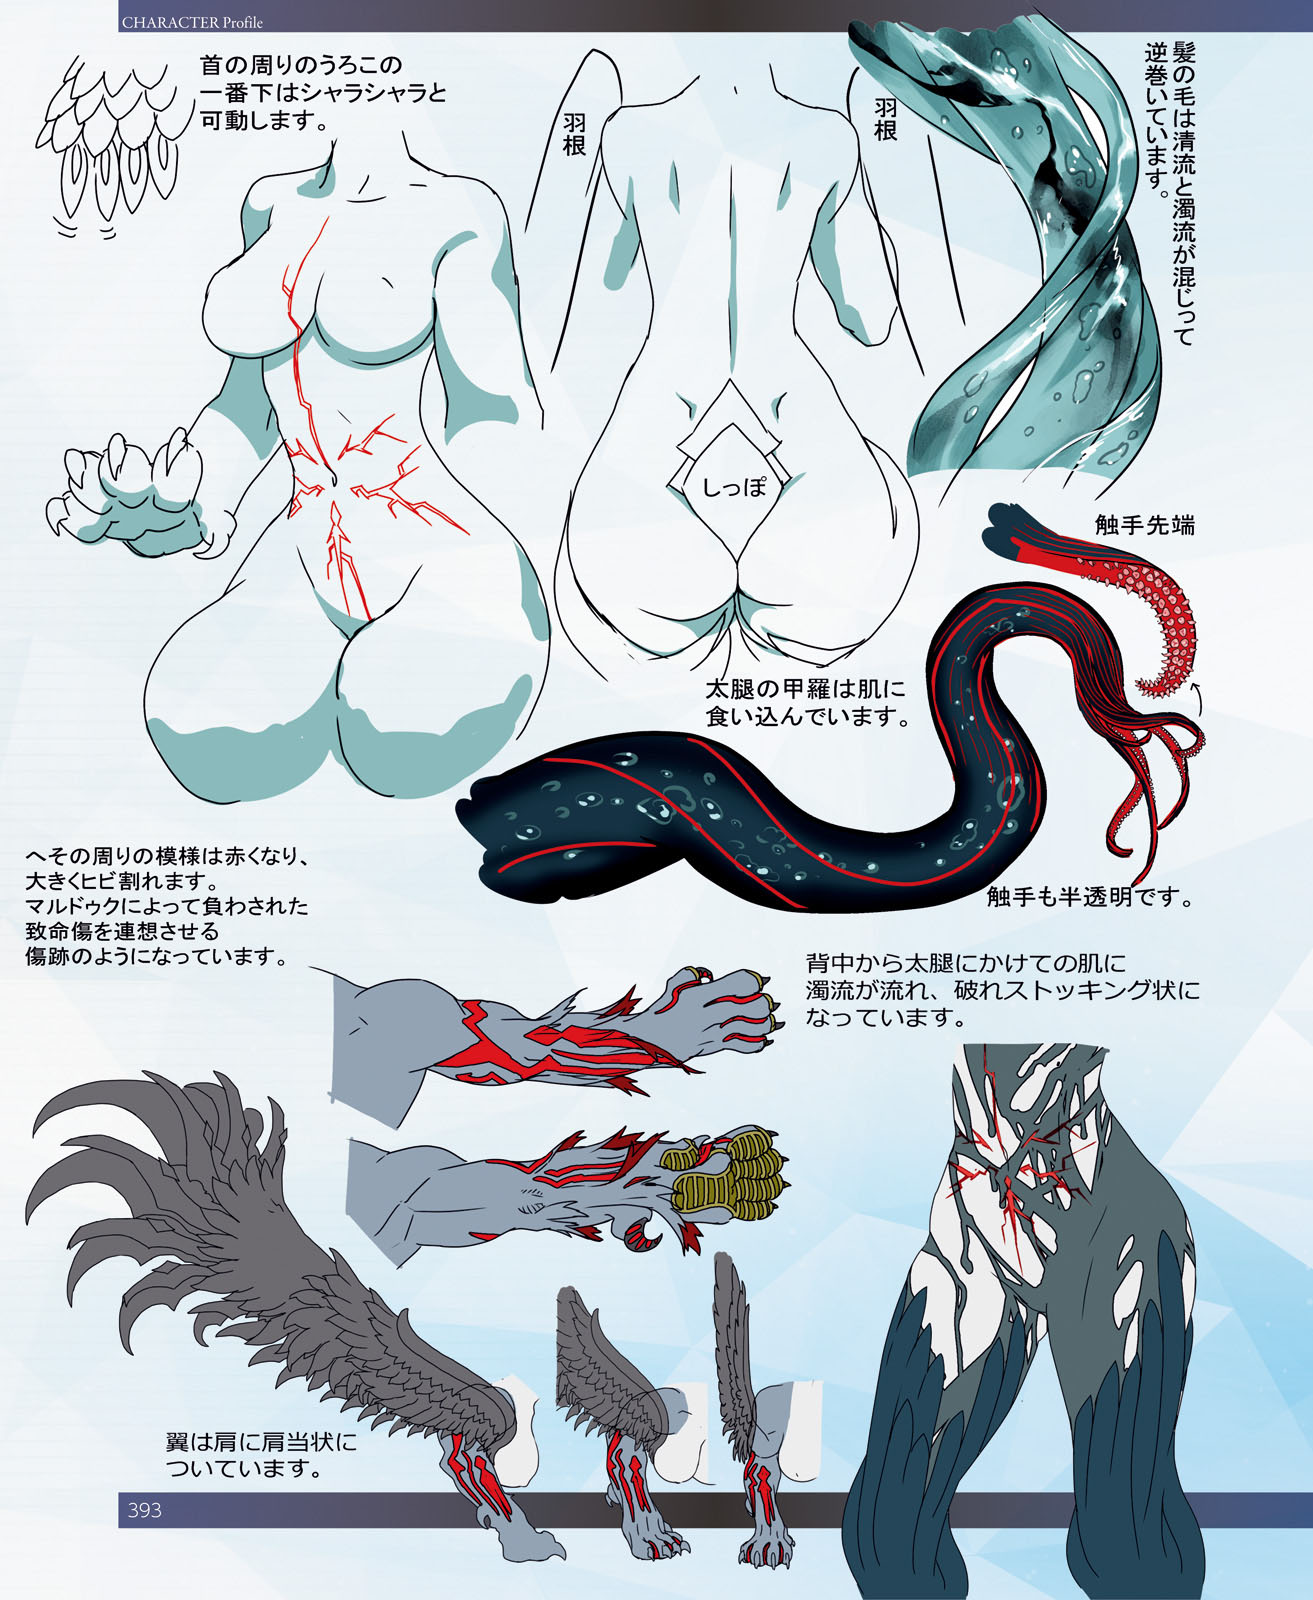 CHARACTER Profile
首の周りのうろこの
一番下はシャラシャラと
可動します。
羽根
羽根
髪の毛は清流と濁流が混じって
逆巻いています。
しっぽ
触手先端
太腿の甲羅は肌に
食い込んでいます。
へその周りの模様は赤くなり、
大きくヒビ割れます。
マルドゥクによって負わされた
致命傷を連想させる
傷跡のようになっています。
触手も半透明です。
背中から太腿にかけての肌に
濁流が流れ、破れストッキング状に
なっています。
翼は肩に肩当状に
ついています。
393